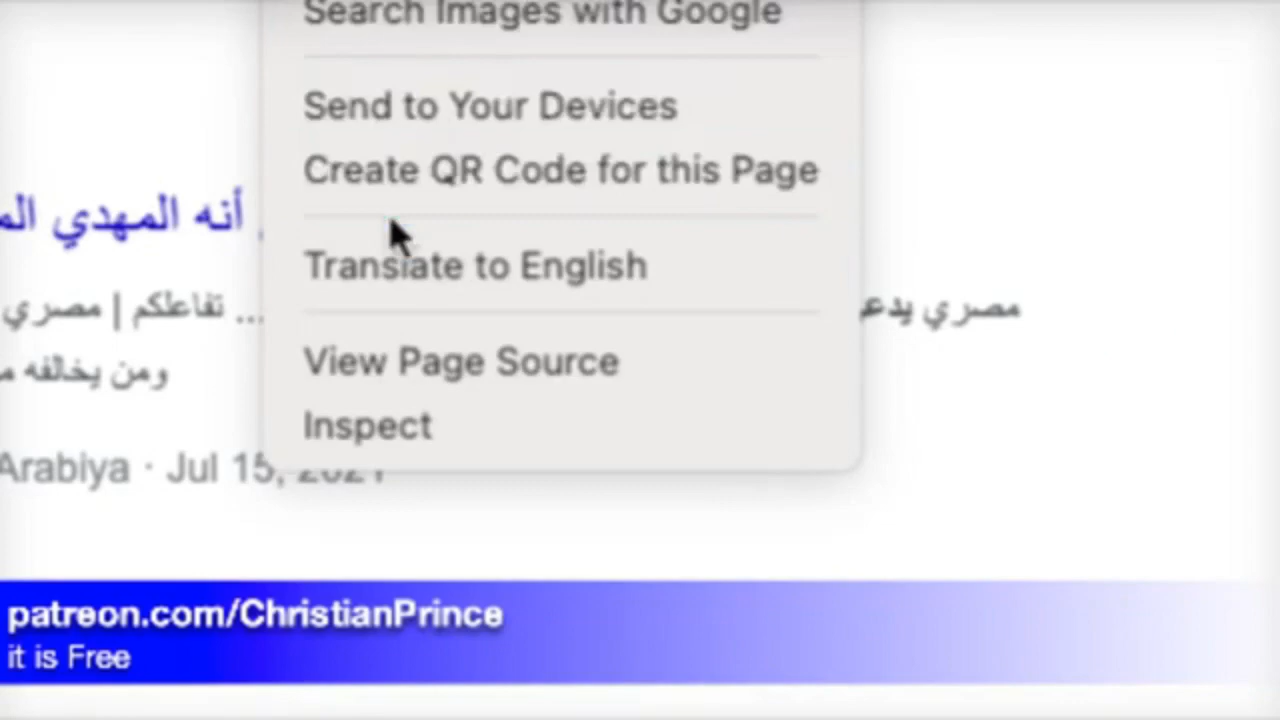 Search Images with Google
Send to Your Devices
Create QR Code for this Page
أنه المهدي
Translate to English
مصري يدعي
... تفاعلكم | مصري
View Page Source
ومن يخالفه
Inspect
Arabiya · Jul 15, 2021
patreon.com/ChristianPrince
it is Free